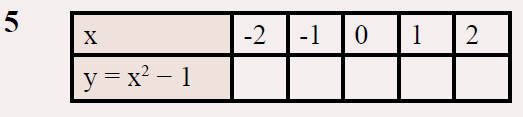 5
x -2 -1 0 1 2
y = x² − 1